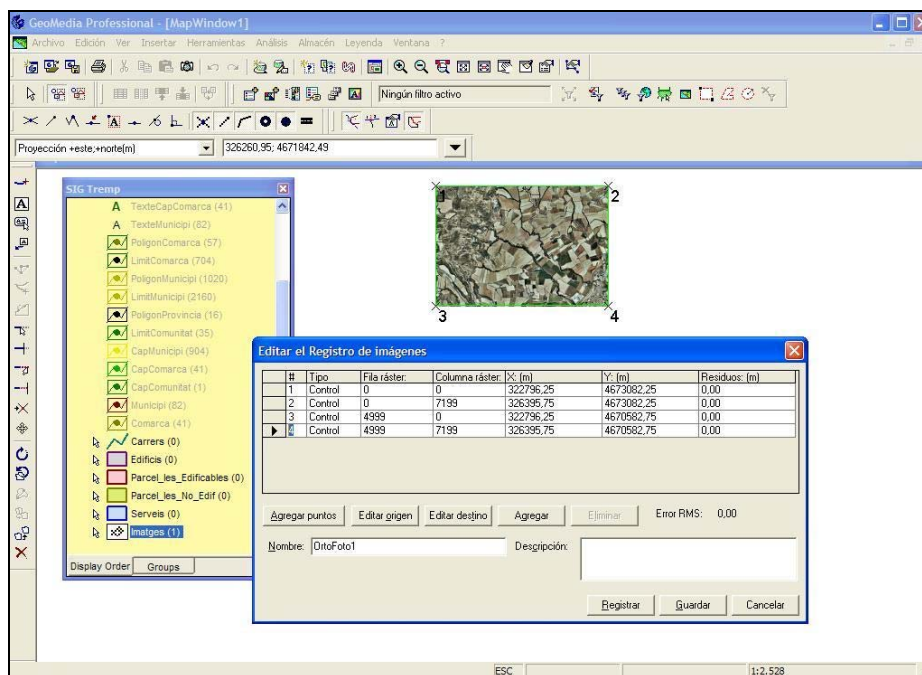 GeoMedia Professional - [MapWindow1]
Archivo Edición Ver Insertar Herramientas Análisis Almacén Leyenda Ventana ?
Ningún filtro activo
Proyección +este;+norte(m) 326260,95; 4671842,49
SIG Tremp
TexteCapComarca (41)
TexteMunicipi (82)
PoligonComarca (57)
LimitComarca (704)
PoligonMunicipi (1020)
LimitMunicipi (2160)
PoligonProvincia (16)
LimitComunitat (35)
CapMunicipi (904)
CapComarca (41)
CapComunitat (1)
Municipi (82)
Comarca (41)
Carrers (0)
Edificis (0)
Parcel_les_Edificables (0)
Parcel_les_No_Edif (0)
Serveis (0)
Imatges (1)
Display Order Groups
1 2
3 4
Editar el Registro de imágenes
# Tipo Fila ráster: Columna ráster: X: (m) Y: (m) Residuos: (m)
1 Control 0 0 322796,25 4673082,25 0,00
2 Control 0 7199 326395,75 4673082,25 0,00
3 Control 4999 0 322796,25 4670582,75 0,00
4 Control 4999 7199 326395,75 4670582,75 0,00
Agregar puntos Editar origen Editar destino Agregar Eliminar Error RMS: 0,00
Nombre: OrtoFoto1 Descripción:
Registrar Guardar Cancelar
ESC 1:2.528